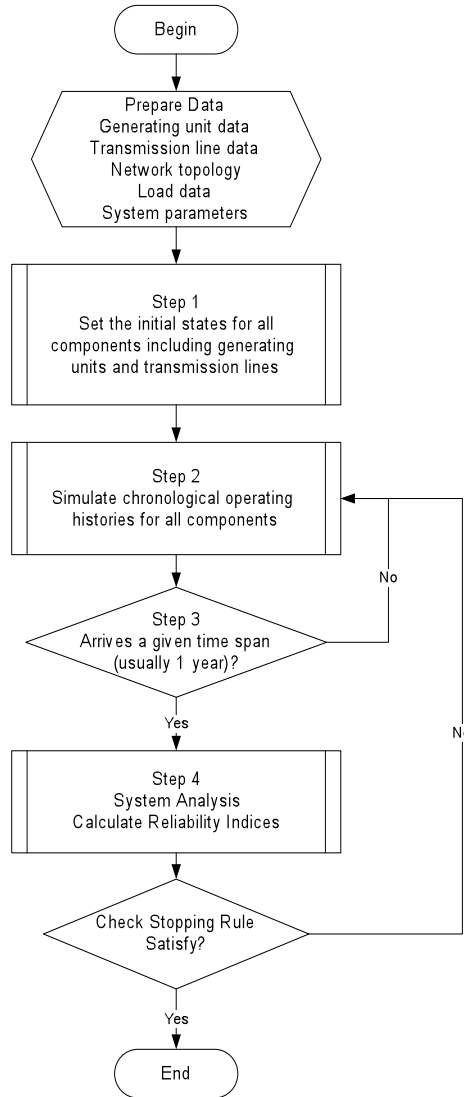 Begin
Prepare Data
Generating unit data
Transmission line data
Network topology
Load data
System parameters
Step 1
Set the initial states for all
components including generating
units and transmission lines
Step 2
Simulate chronological operating
histories for all components
No
Step 3
Arrives a given time span
(usually 1 year)?
Yes
No
Step 4
System Analysis
Calculate Reliability Indices
Check Stopping Rule
Satisfy?
Yes
End